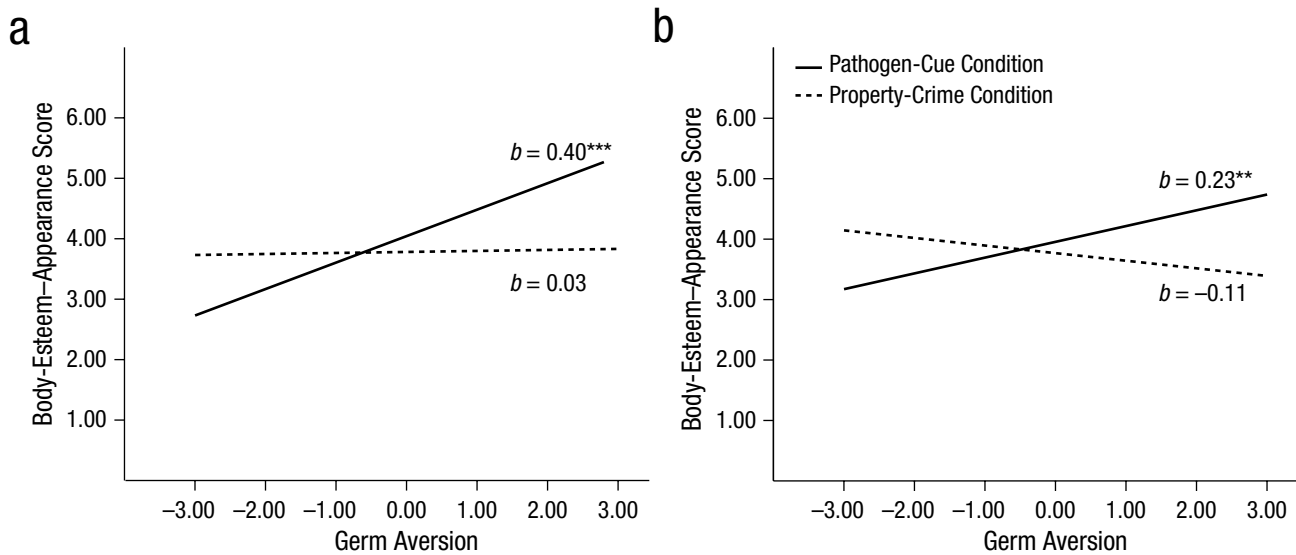 a
Body-Esteem–Appearance Score
6.00
5.00
4.00
3.00
2.00
1.00
b = 0.40***
b = 0.03
–3.00 –2.00 –1.00 0.00 1.00 2.00 3.00
Germ Aversion
b
Pathogen-Cue Condition
Property-Crime Condition
Body-Esteem–Appearance Score
6.00
5.00
4.00
3.00
2.00
1.00
b = 0.23**
b = –0.11
–3.00 –2.00 –1.00 0.00 1.00 2.00 3.00
Germ Aversion